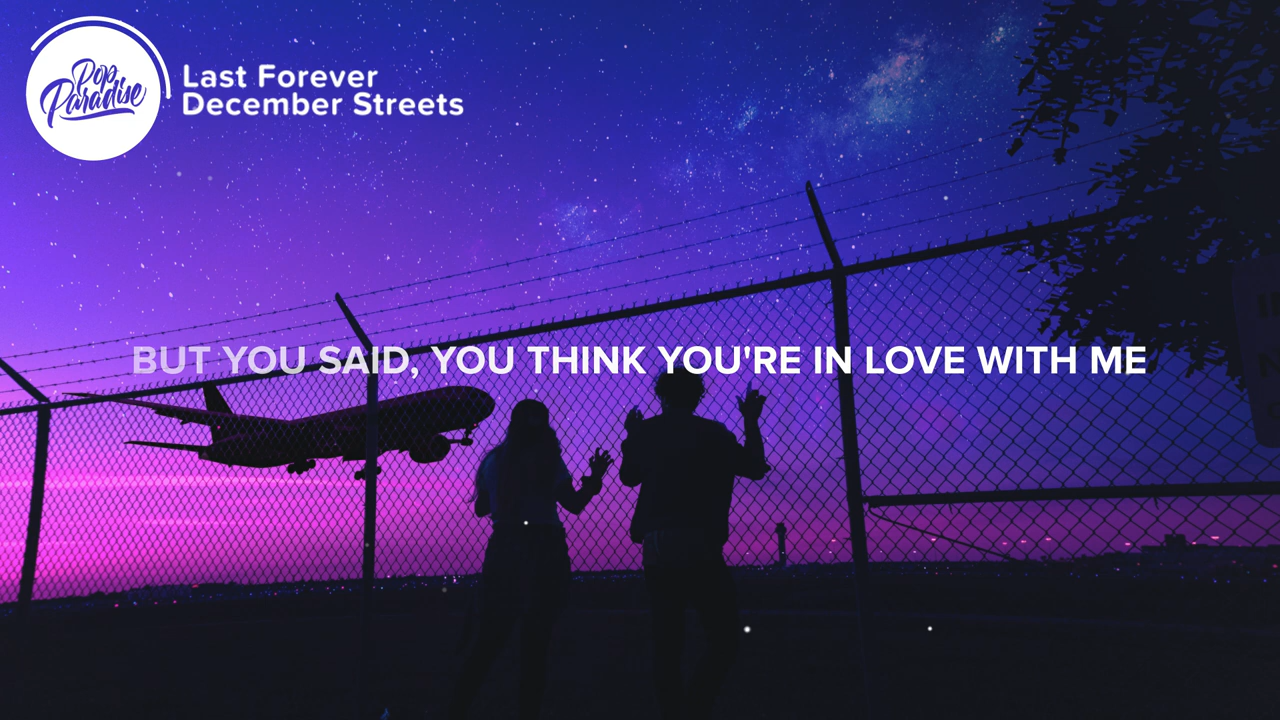 Pop
Paradise
Last Forever
December Streets
BUT YOU SAID, YOU THINK YOU'RE IN LOVE WITH ME